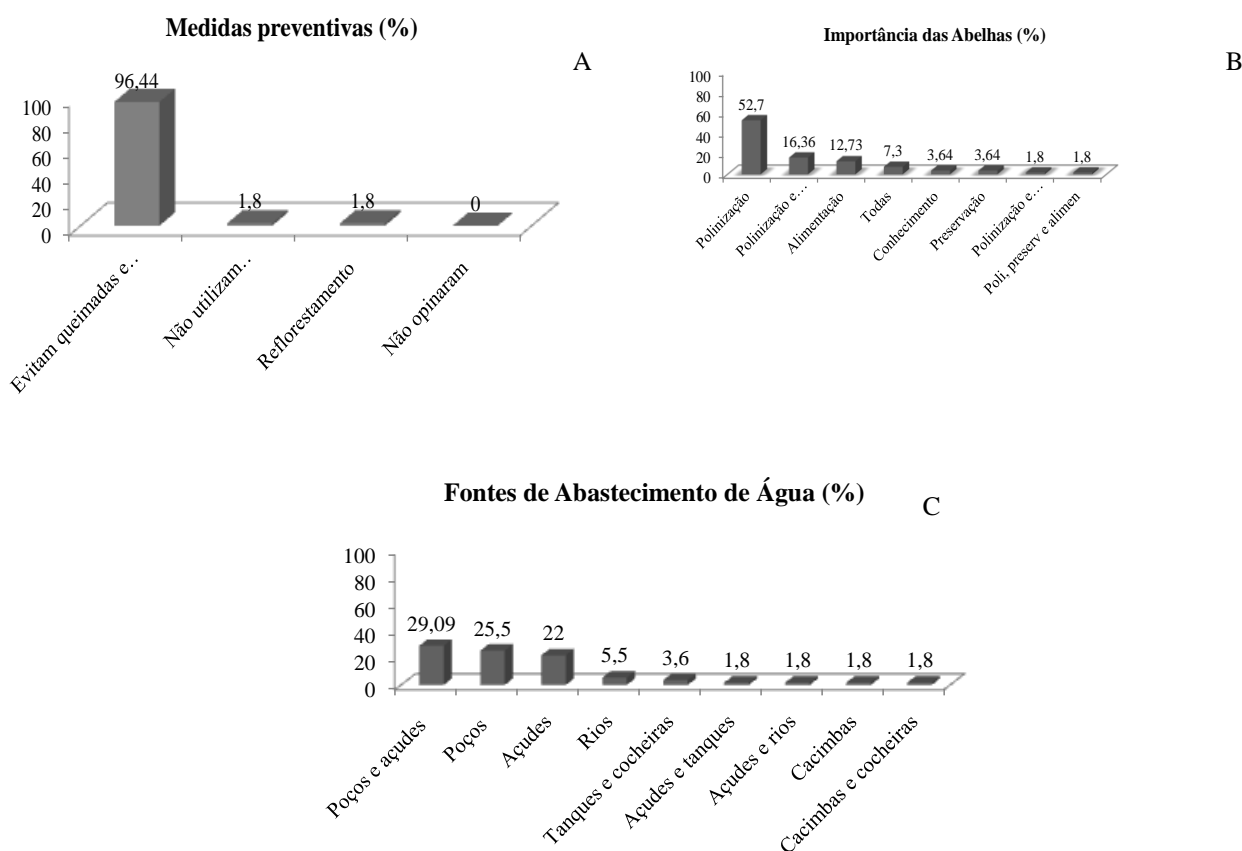 Medidas preventivas (%)
A
96,44
1,8
1,8
0
100
80
60
40
20
0
Evitam queimadas e…
Não utilizam…
Reflorestamento
Não opinaram
Importância das Abelhas (%)
B
52,7
16,36
12,73
7,3
3,64
3,64
1,8
1,8
100
80
60
40
20
0
Polinização
Polinização e…
Alimentação
Todas
Conhecimento
Preservação
Polinização e…
Poli, preserv e alimen
Fontes de Abastecimento de Água (%)
C
29,09
25,5
22
5,5
3,6
1,8
1,8
1,8
1,8
100
80
60
40
20
0
Poços e açudes
Poços
Açudes
Rios
Tanques e cocheiras
Açudes e tanques
Açudes e rios
Cacimbas
Cacimbas e cocheiras